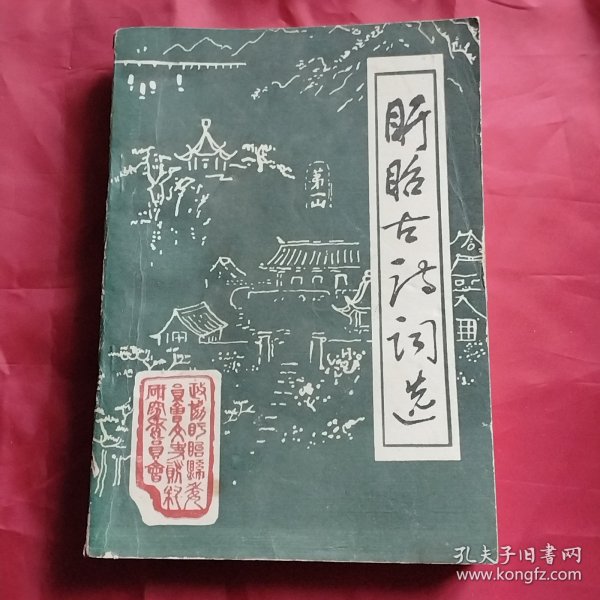 盱眙古诗词选
第一山
政协盱眙县委
员会文史资料
研究委员会
孔夫子旧书网
www.kongfz.com